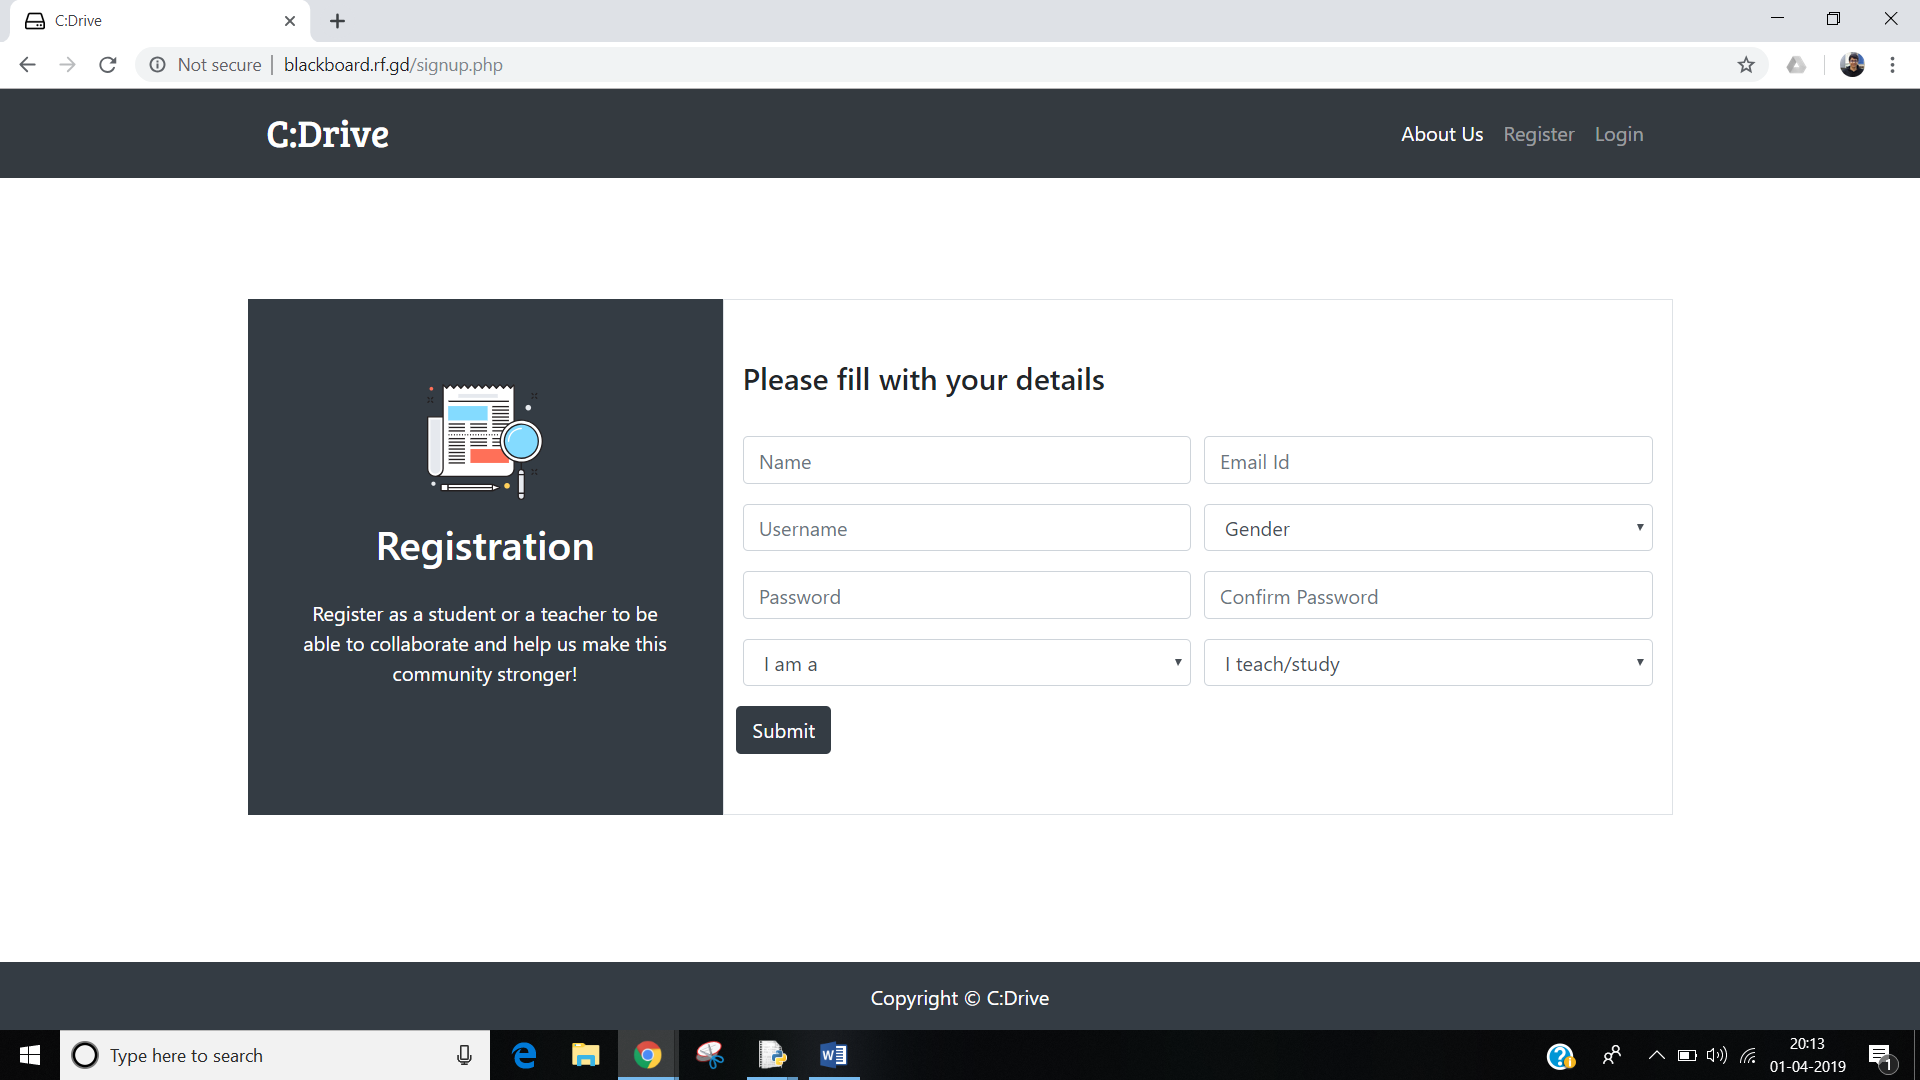 C:Drive
Not secure | blackboard.rf.gd/signup.php
C:Drive
About Us Register Login
Please fill with your details
Name Email Id
Username Gender
Registration
Password Confirm Password
Register as a student or a teacher to be
able to collaborate and help us make this
community stronger!
I am a I teach/study
Submit
Copyright © C:Drive
Type here to search
20:13
01-04-2019
1